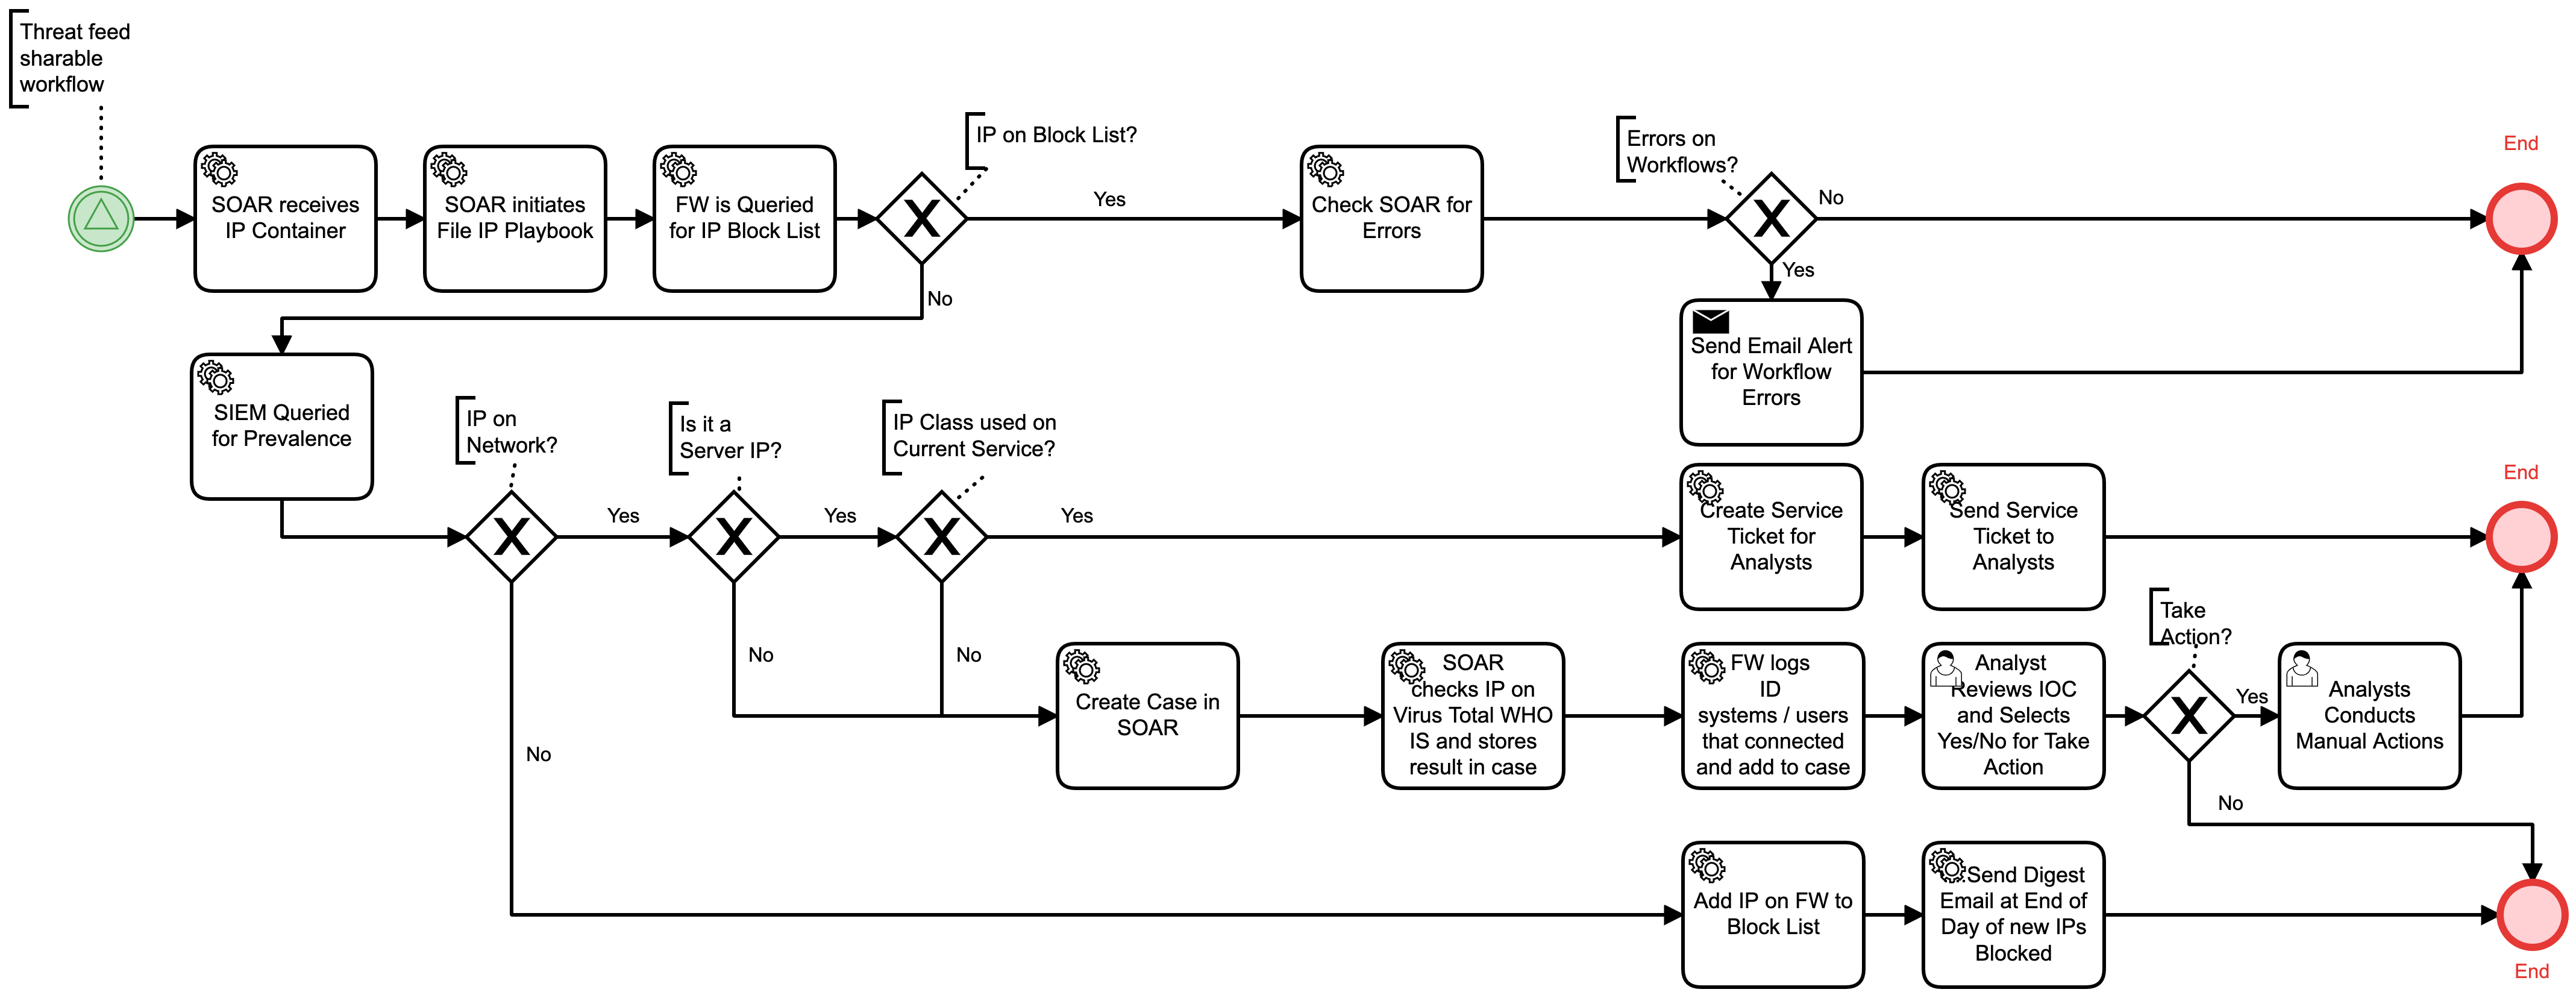 Threat feed
sharable
workflow
SOAR receives
IP Container
SOAR initiates
File IP Playbook
FW is Queried
for IP Block List
IP on Block List?
Yes
No
Check SOAR for
Errors
Errors on
Workflows?
No
Yes
End
Send Email Alert
for Workflow
Errors
SIEM Queried
for Prevalence
IP on
Network?
Yes
No
Is it a
Server IP?
Yes
No
IP Class used on
Current Service?
Yes
No
Create Service
Ticket for
Analysts
Send Service
Ticket to
Analysts
End
Create Case in
SOAR
SOAR
checks IP on
Virus Total WHO
IS and stores
result in case
FW logs
ID
systems / users
that connected
and add to case
Analyst
Reviews IOC
and Selects
Yes/No for Take
Action
Take
Action?
Yes
No
Analysts
Conducts
Manual Actions
Add IP on FW to
Block List
.Send Digest
Email at End of
Day of new IPs
Blocked
End